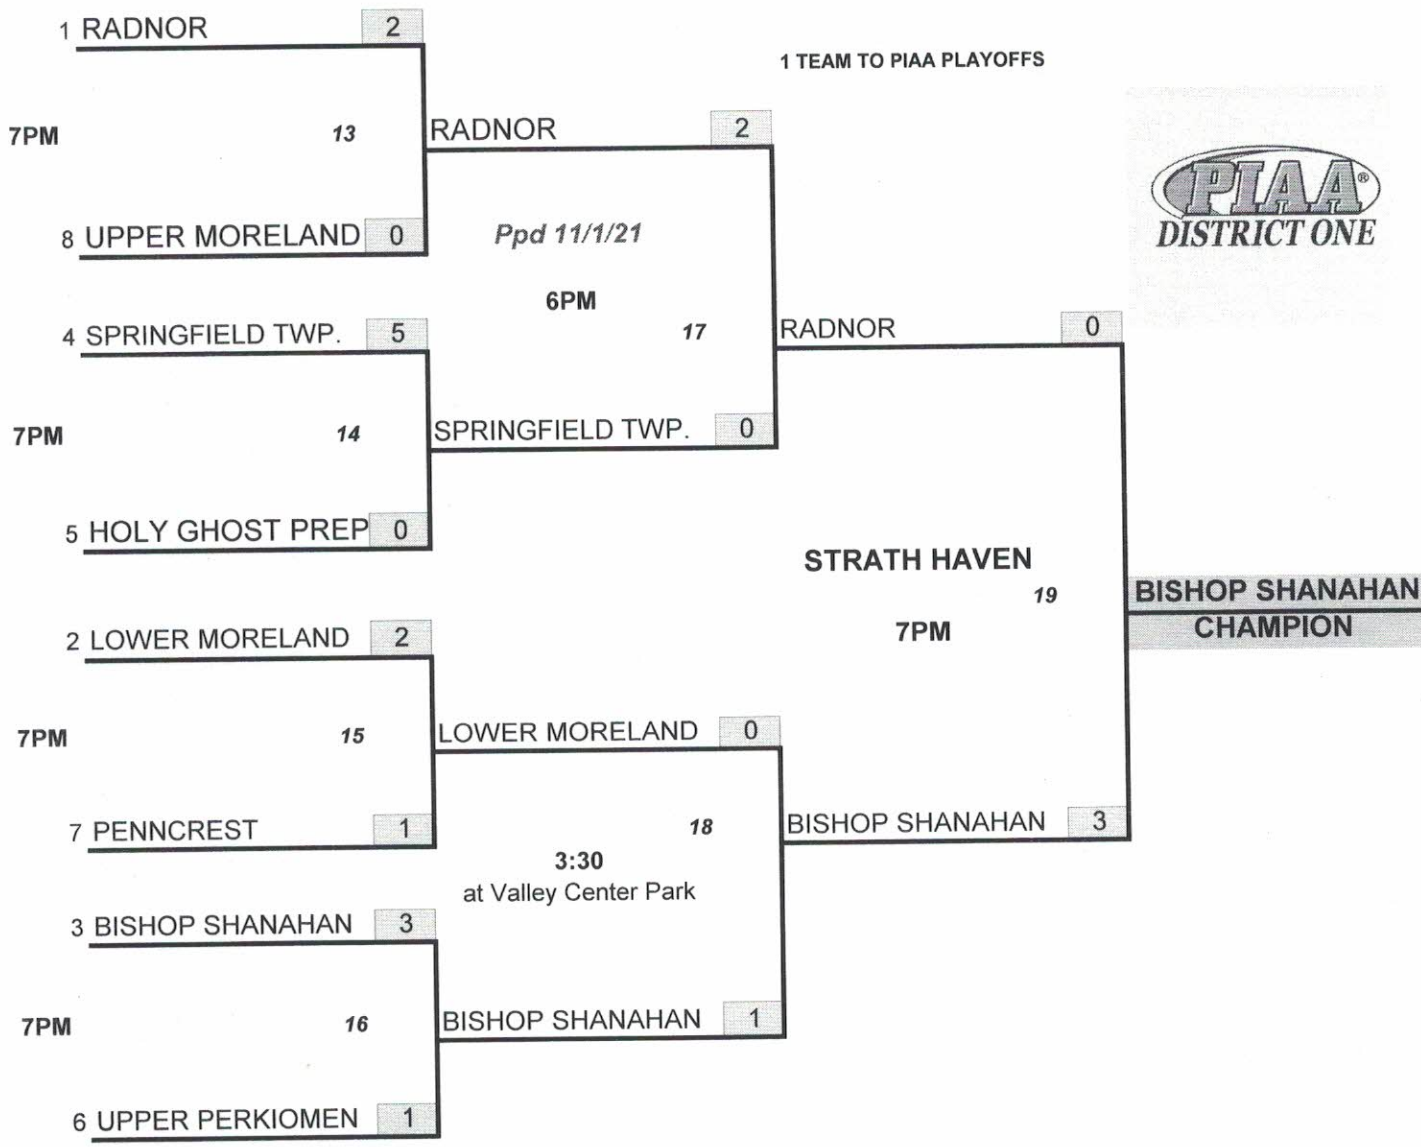 1 RADNOR 2
1 TEAM TO PIAA PLAYOFFS
7PM 13
RADNOR 2
8 UPPER MORELAND 0
Ppd 11/1/21
6PM
17
4 SPRINGFIELD TWP. 5
7PM 14
SPRINGFIELD TWP. 0
5 HOLY GHOST PREP 0
PIAA®
DISTRICT ONE
RADNOR 0
STRATH HAVEN
19
7PM
BISHOP SHANAHAN
CHAMPION
2 LOWER MORELAND 2
7PM 15
LOWER MORELAND 0
7 PENNCREST 1
18
3:30
at Valley Center Park
BISHOP SHANAHAN 3
3 BISHOP SHANAHAN 3
7PM 16
BISHOP SHANAHAN 1
6 UPPER PERKIOMEN 1